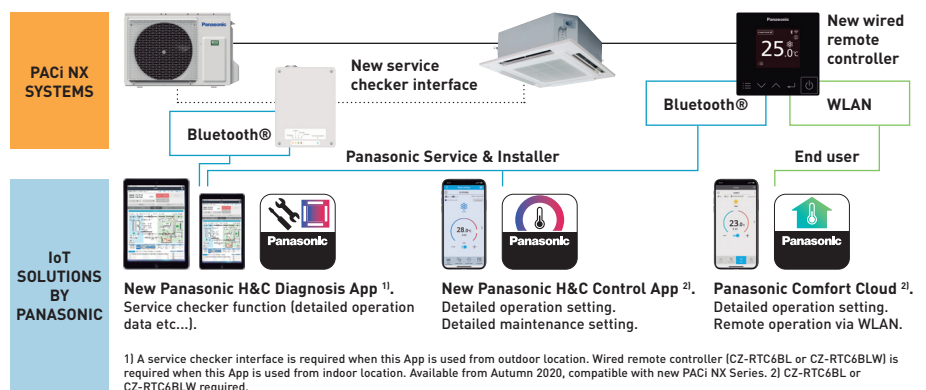 PACi NX
SYSTEMS
Panasonic
New service
checker interface
Panasonic
25.0°c
New wired
remote
controller
Bluetooth®
Bluetooth®
WLAN
Panasonic Service & Installer
End user
IoT
SOLUTIONS
BY
PANASONIC
Panasonic
28.0
Panasonic
23.0
Panasonic
New Panasonic H&C Diagnosis App 1).
Service checker function (detailed operation
data etc...).
New Panasonic H&C Control App 2).
Detailed operation setting.
Detailed maintenance setting.
Panasonic Comfort Cloud 2).
Detailed operation setting.
Remote operation via WLAN.
1) A service checker interface is required when this App is used from outdoor location. Wired remote controller (CZ-RTC6BL or CZ-RTC6BLW) is
required when this App is used from indoor location. Available from Autumn 2020, compatible with new PACi NX Series. 2) CZ-RTC6BL or
CZ-RTC6BLW required.